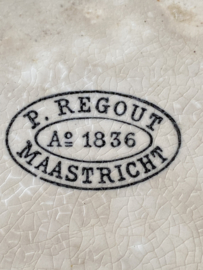 P. REGOUT
Aº 1836
MAASTRICHT